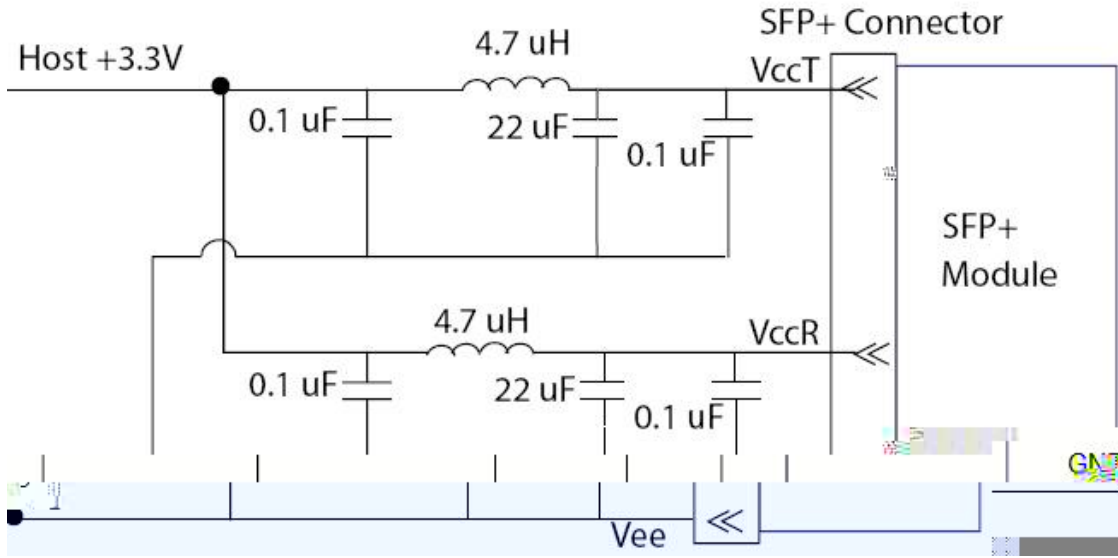 SFP+ Connector
4.7 uH
Host +3.3V
VccT
0.1 uF
22 uF
0.1 uF
SFP+
Module
4.7 uH
VccR
0.1 uF
22 uF
0.1 uF
Vee